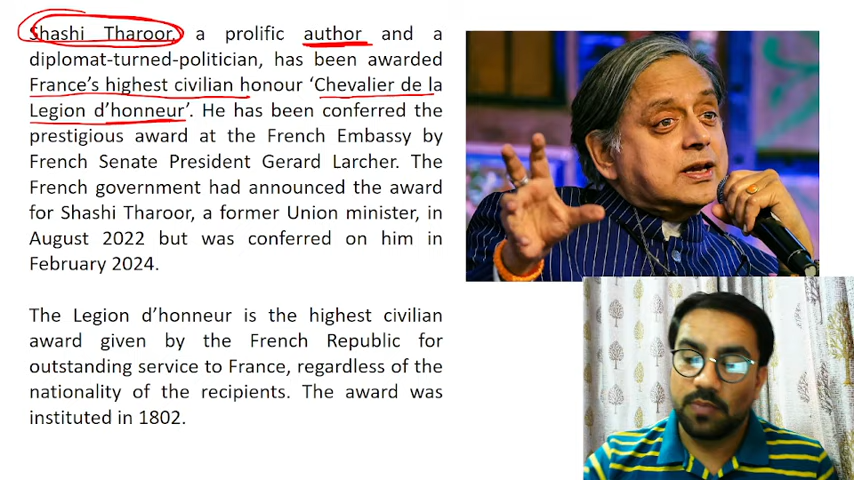 Shashi Tharoor, a prolific author and a
diplomat-turned-politician, has been awarded
France's highest civilian honour 'Chevalier de la
Legion d'honneur'. He has been conferred the
prestigious award at the French Embassy by
French Senate President Gerard Larcher. The
French government had announced the award
for Shashi Tharoor, a former Union minister, in
August 2022 but was conferred on him in
February 2024.
The Legion d'honneur is the highest civilian
award given by the French Republic for
outstanding service to France, regardless of the
nationality of the recipients. The award was
instituted in 1802.